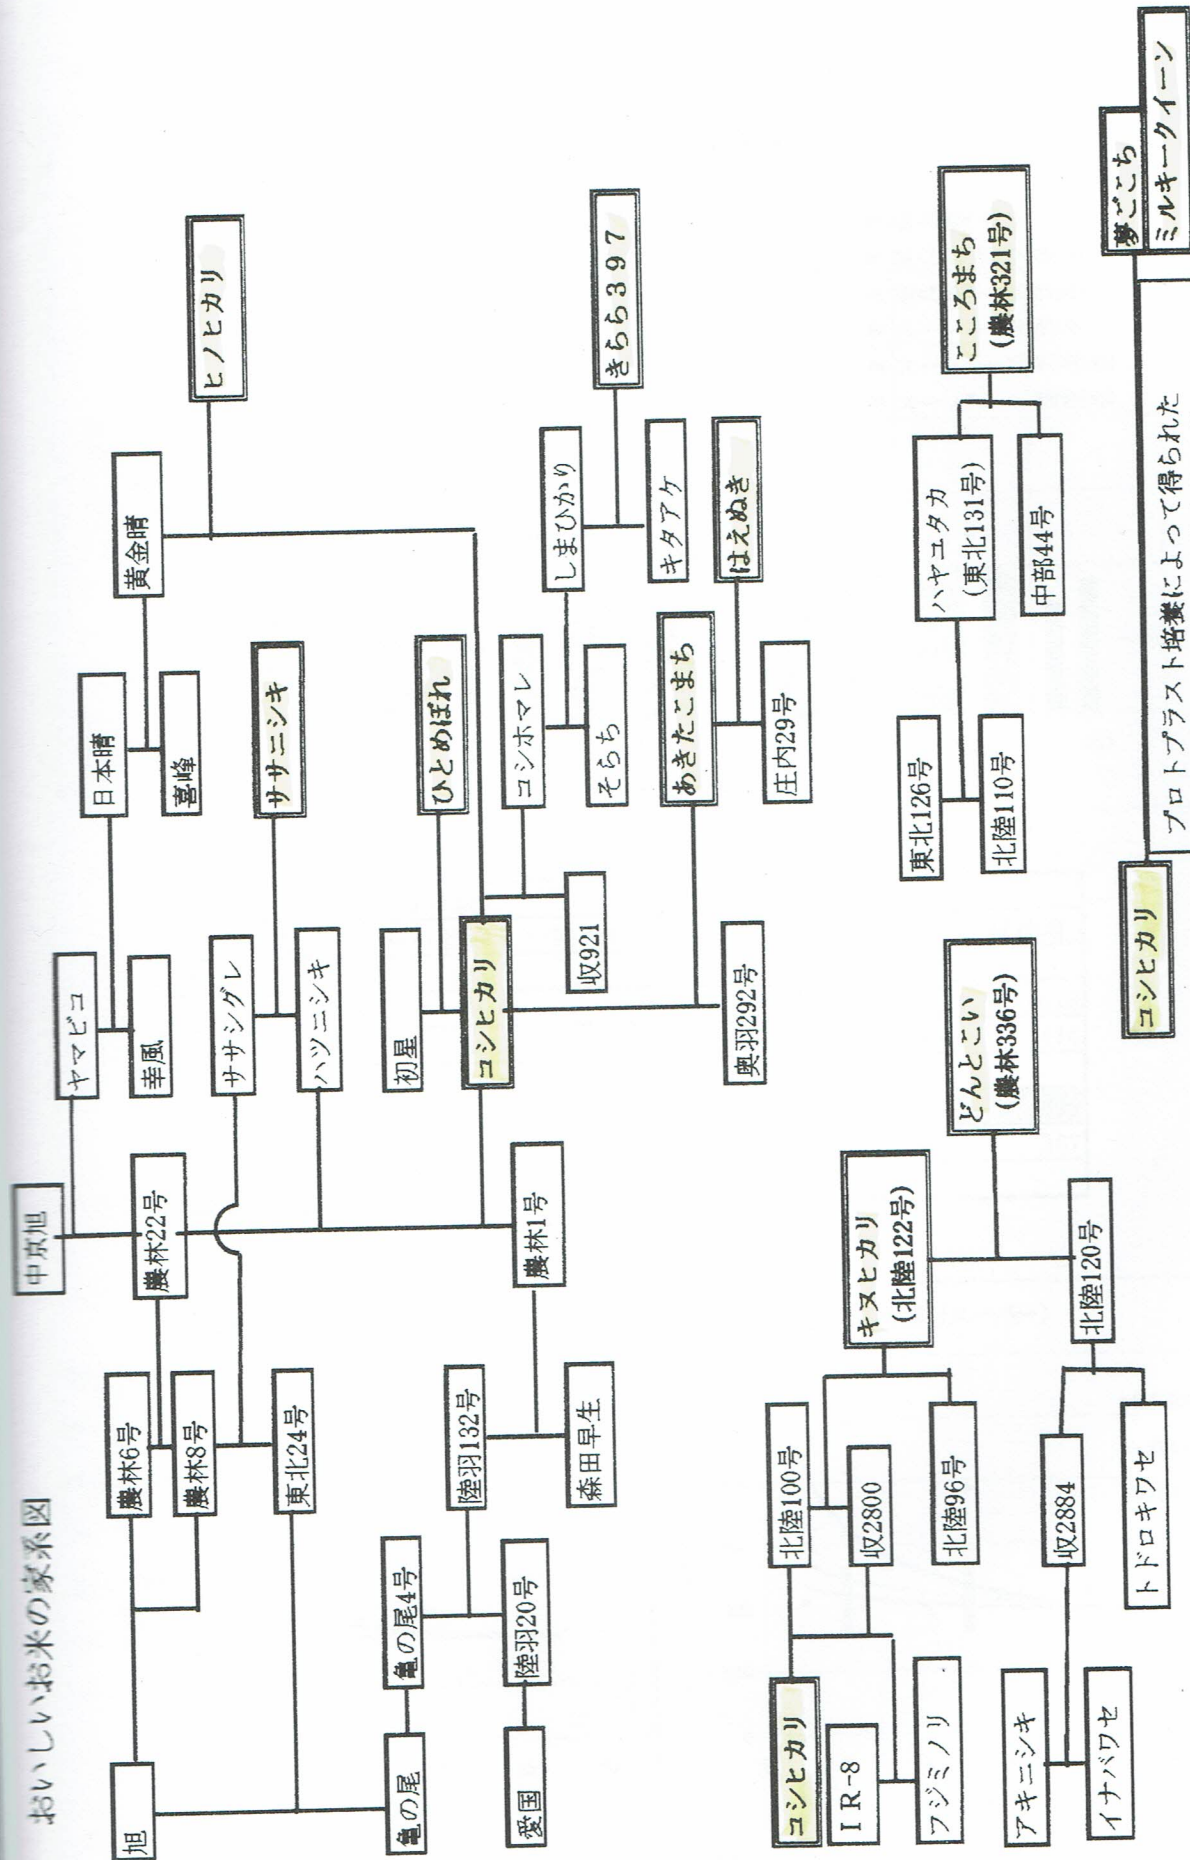 おいしいお米の家系図
中京旭
ヤマビコ
日本晴
黄金晴
ヒノヒカリ
農林6号
農林22号
幸風
喜峰
旭
農林8号
ササシグレ
ササニシキ
東北24号
ハツニシキ
初星
ひとめぼれ
亀の尾
亀の尾4号
陸羽132号
農林1号
コシヒカリ
コシホマレ
しまひかり
きらら397
愛国
陸羽20号
森田早生
収921
そらち
キタアケ
奥羽292号
あきたこまち
はえぬき
庄内29号
コシヒカリ
北陸100号
キヌヒカリ
(北陸122号)
どんとこい
(農林336号)
東北126号
ハヤユタカ
(東北131号)
こころまち
(農林321号)
IR-8
収2800
北陸110号
中部44号
フジミノリ
北陸96号
アキニシキ
収2884
北陸120号
イナバワセ
トドロキワセ
コシヒカリ
夢ごこち
ミルキークイーン
プロトプラスト培養によって得られた